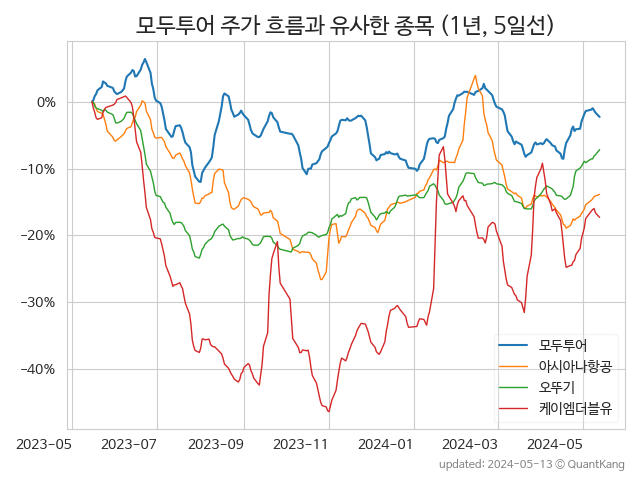 모두투어 주가 흐름과 유사한 종목 (1년, 5일선)
0%
−10%
−20%
−30%
−40%
모두투어
아시아나항공
오뚜기
케이엠더블유
2023-05 2023-07 2023-09 2023-11 2024-01 2024-03 2024-05
updated: 2024-05-13 © QuantKang